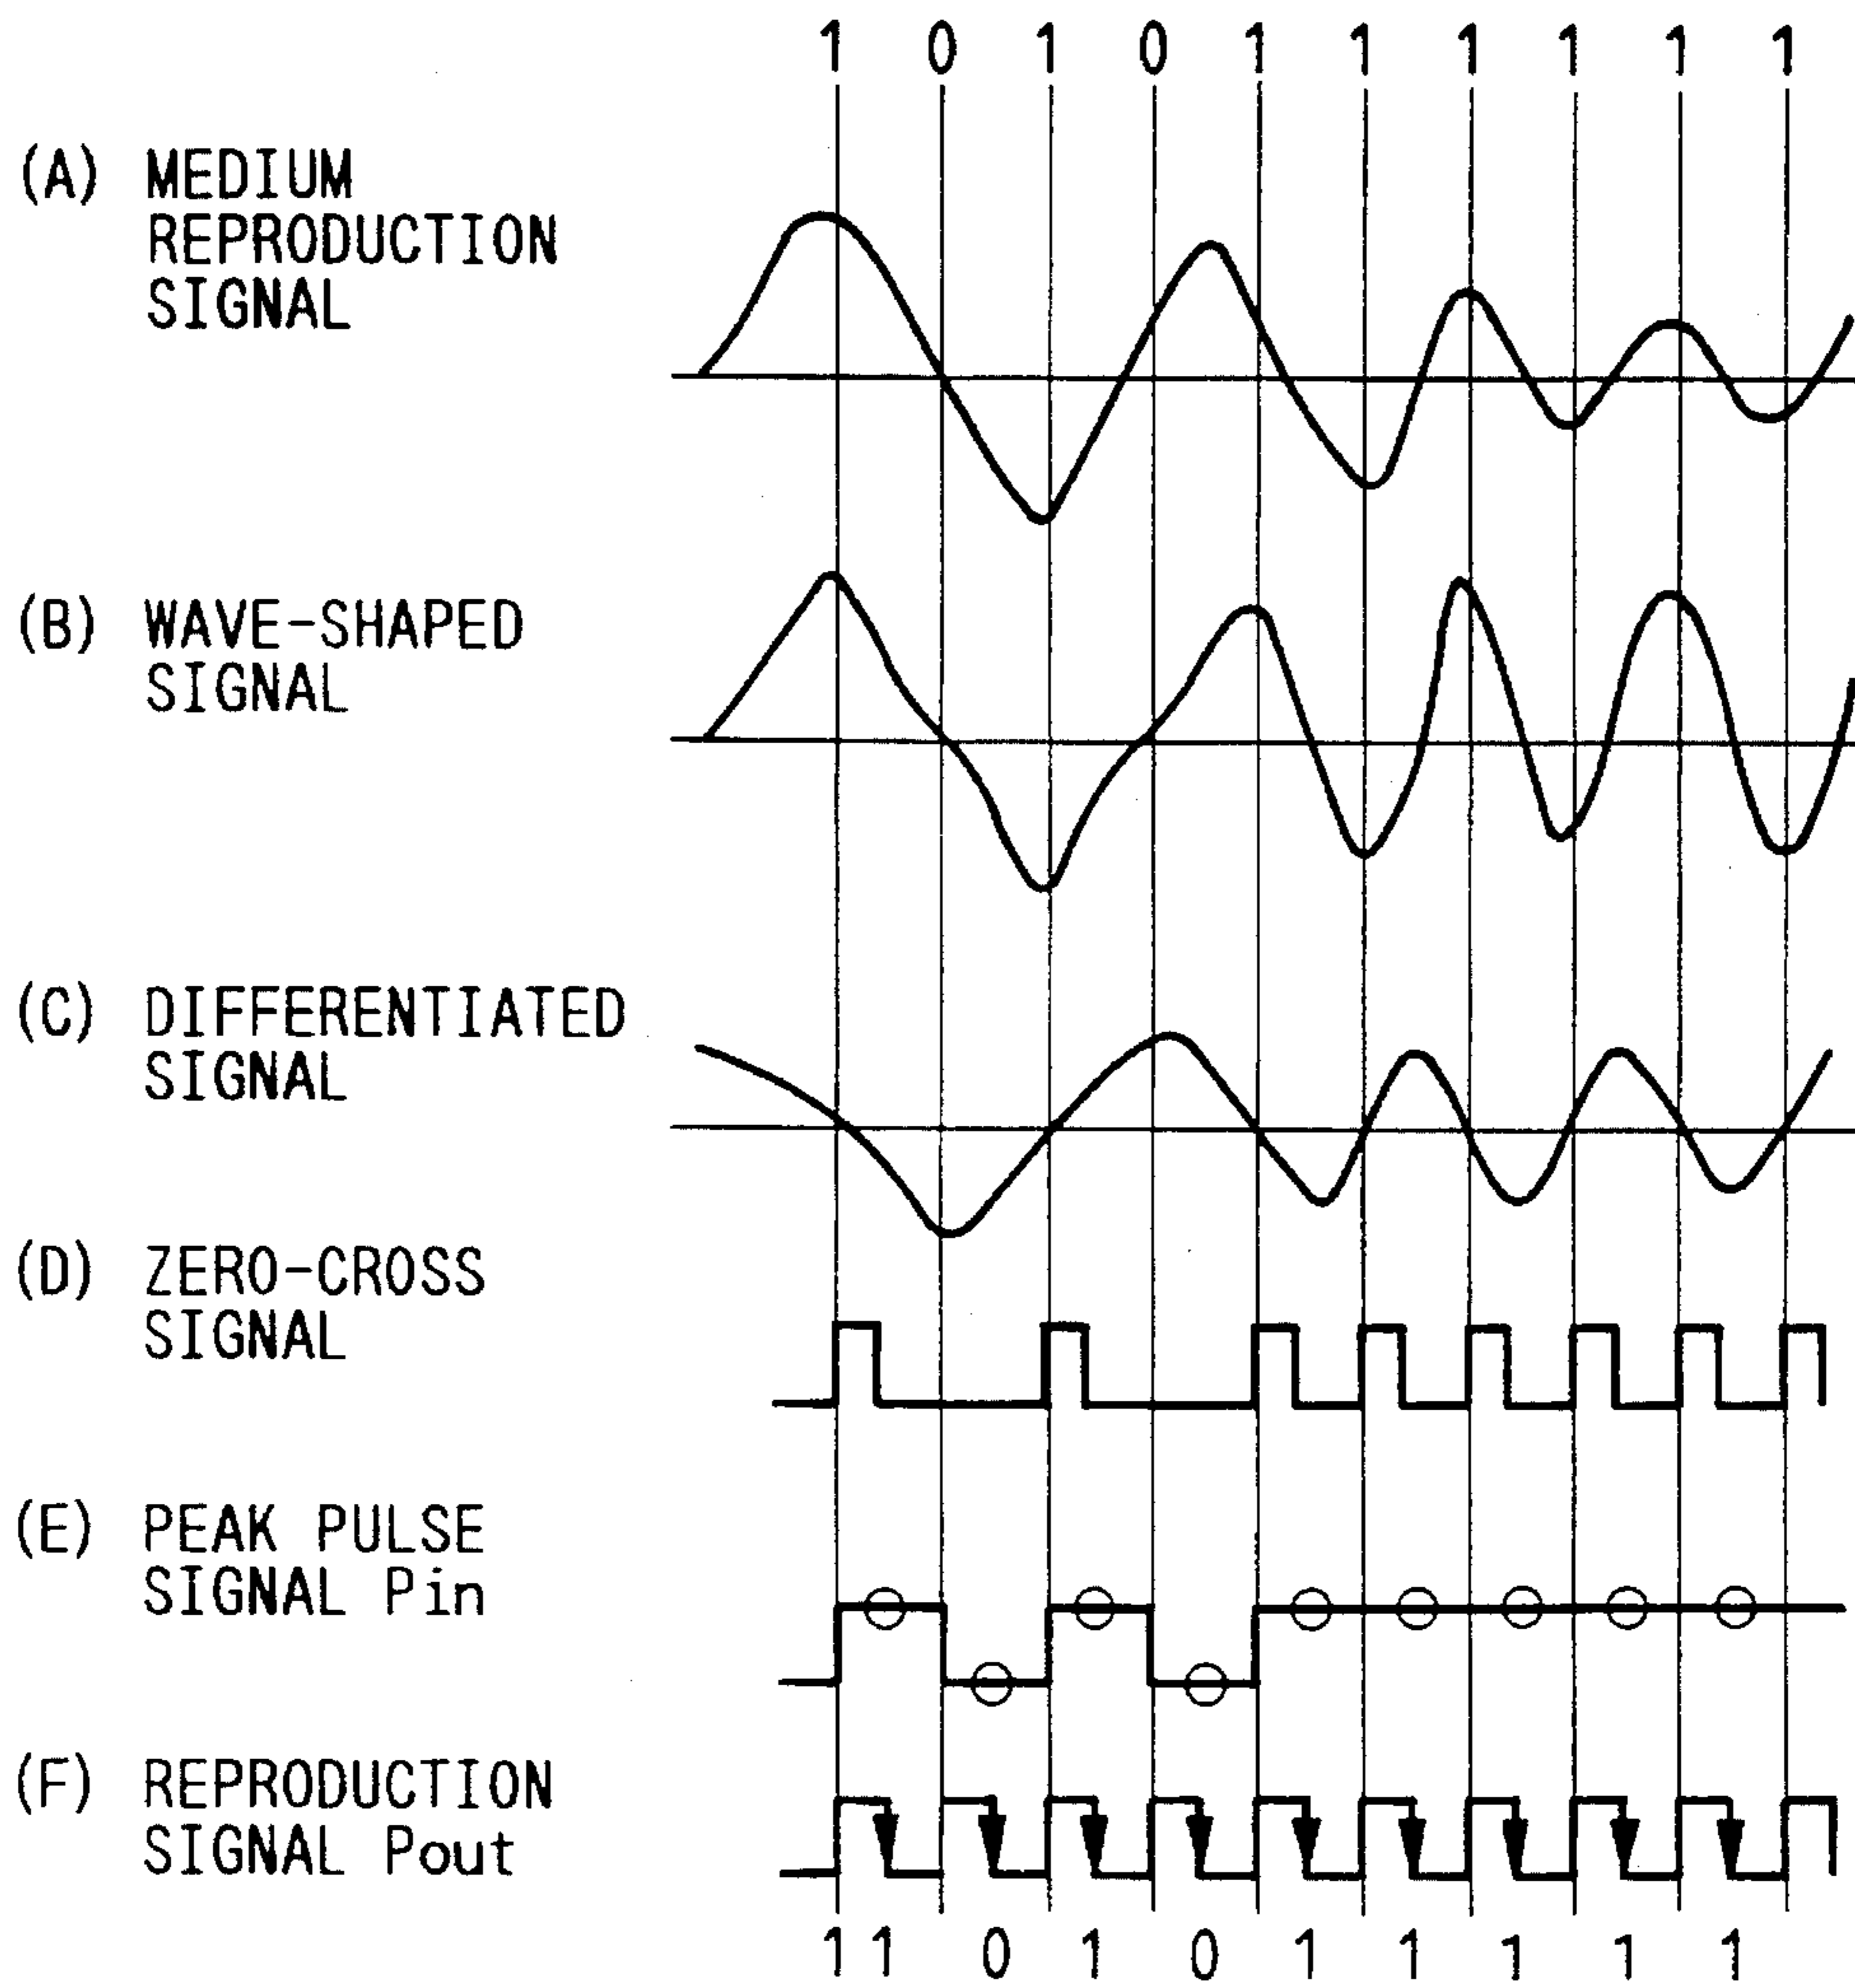 1 0 1 0 1 1 1 1 1 1
(A) MEDIUM
REPRODUCTION
SIGNAL
(B) WAVE-SHAPED
SIGNAL
(C) DIFFERENTIATED
SIGNAL
(D) ZERO-CROSS
SIGNAL
(E) PEAK PULSE
SIGNAL Pin
(F) REPRODUCTION
SIGNAL Pout
1 1 0 1 0 1 1 1 1 1